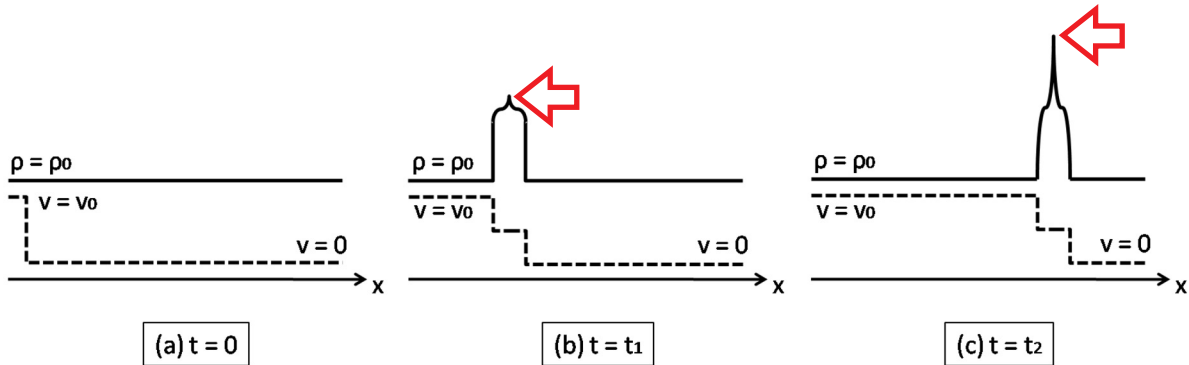 ρ = ρ₀
v = v₀
v = 0
x
(a) t = 0
ρ = ρ₀
v = v₀
v = 0
x
(b) t = t₁
ρ = ρ₀
v = v₀
v = 0
x
(c) t = t₂